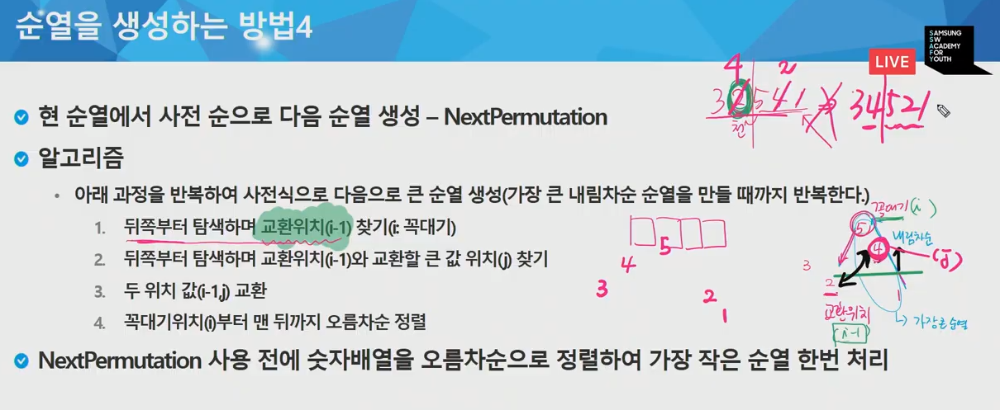 순열을 생성하는 방법4
SAMSUNG
SW
ACADEMY
FOR
YOUTH
LIVE
4 2
3 2 5 4 1 34521
현 순열에서 사전 순으로 다음 순열 생성 – NextPermutation
알고리즘
아래 과정을 반복하여 사전식으로 다음으로 큰 순열 생성(가장 큰 내림차순 순열을 만들 때까지 반복한다.)
1. 뒤쪽부터 탐색하며 교환위치(i-1) 찾기(i: 꼭대기)
2. 뒤쪽부터 탐색하며 교환위치(i-1)와 교환할 큰 값 위치(j) 찾기
3. 두 위치 값(i-1,j) 교환
4. 꼭대기위치(i)부터 맨 뒤까지 오름차순 정렬
5
4
3
2
1
꼭대기(i)
5
내림차순
4
(j)
3
2
1
교환위치
i-1
가장큰순열
NextPermutation 사용 전에 숫자배열을 오름차순으로 정렬하여 가장 작은 순열 한번 처리